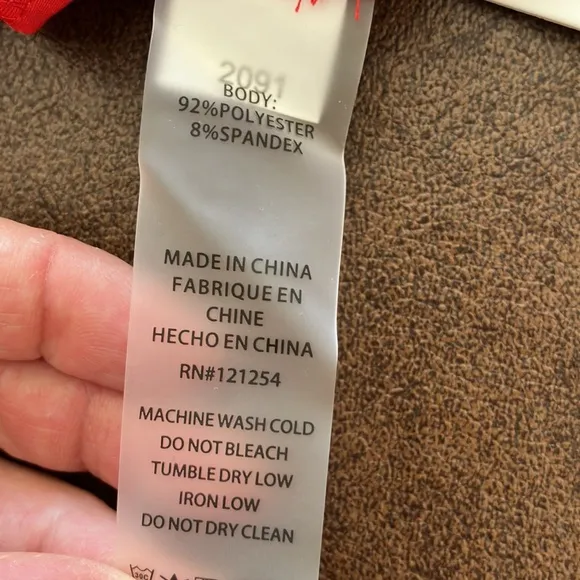 2091
BODY:
92%POLYESTER
8%SPANDEX
MADE IN CHINA
FABRIQUE EN
CHINE
HECHO EN CHINA
RN#121254
MACHINE WASH COLD
DO NOT BLEACH
TUMBLE DRY LOW
IRON LOW
DO NOT DRY CLEAN
30C